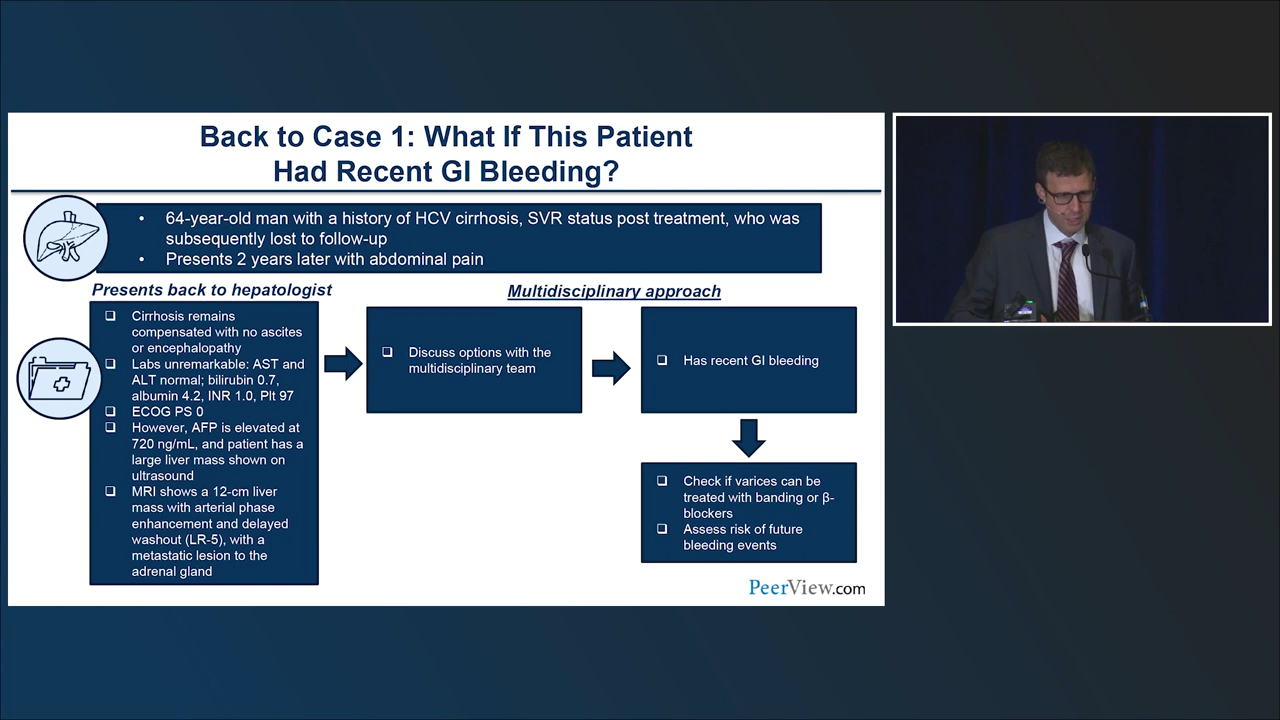 Back to Case 1: What If This Patient
Had Recent GI Bleeding?
• 64-year-old man with a history of HCV cirrhosis, SVR status post treatment, who was
subsequently lost to follow-up
• Presents 2 years later with abdominal pain
Presents back to hepatologist
❑ Cirrhosis remains
compensated with no ascites
or encephalopathy
❑ Labs unremarkable: AST and
ALT normal; bilirubin 0.7,
albumin 4.2, INR 1.0, Plt 97
❑ ECOG PS 0
❑ However, AFP is elevated at
720 ng/mL, and patient has a
large liver mass shown on
ultrasound
❑ MRI shows a 12-cm liver
mass with arterial phase
enhancement and delayed
washout (LR-5), with a
metastatic lesion to the
adrenal gland
Multidisciplinary approach
❑ Discuss options with the
multidisciplinary team
❑ Has recent GI bleeding
❑ Check if varices can be
treated with banding or β-
blockers
❑ Assess risk of future
bleeding events
PeerView.com